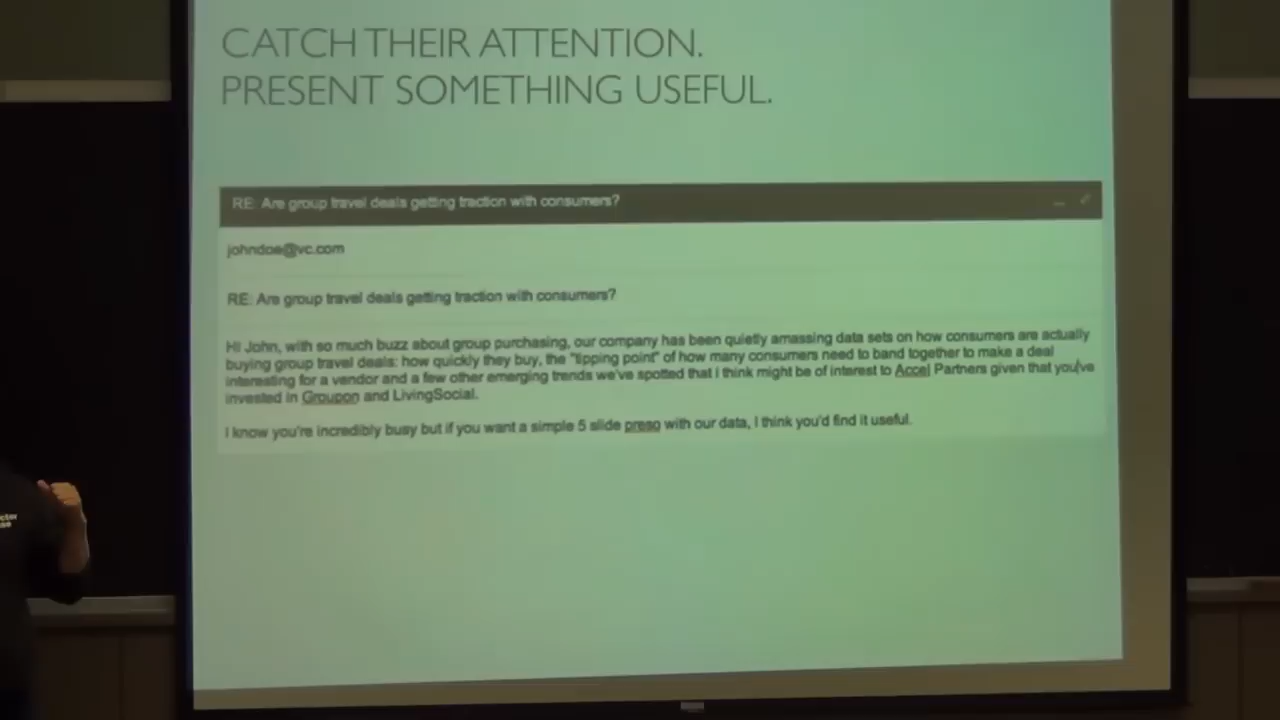 CATCH THEIR ATTENTION.
PRESENT SOMETHING USEFUL.
RE: Are group travel deals getting traction with consumers?
johndoe@vc.com
RE: Are group travel deals getting traction with consumers?
Hi John, with so much buzz about group purchasing, our company has been quietly amassing data sets on how consumers are actually
buying group travel deals: how quickly they buy, the "tipping point" of how many consumers need to band together to make a deal
interesting for a vendor and a few other emerging trends we've spotted that I think might be of interest to Accel Partners given that you've
invested in Groupon and LivingSocial.
I know you're incredibly busy but if you want a simple 5 slide preso with our data, I think you'd find it useful.